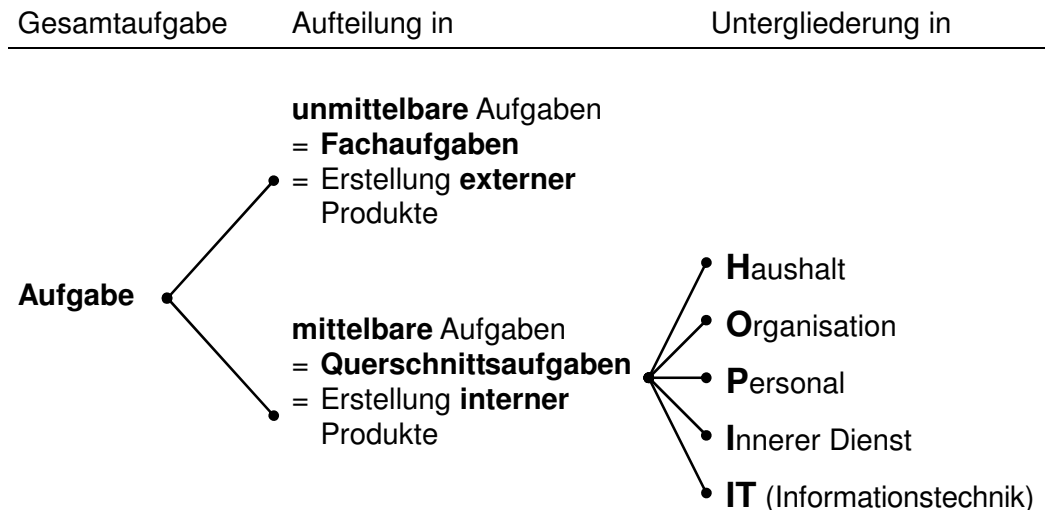 Gesamtaufgabe Aufteilung in Untergliederung in
unmittelbare Aufgaben
= Fachaufgaben
= Erstellung externer
Produkte
Aufgabe
mittelbare Aufgaben
= Querschnittsaufgaben
= Erstellung interner
Produkte
Haushalt
Organisation
Personal
Innerer Dienst
IT (Informationstechnik)